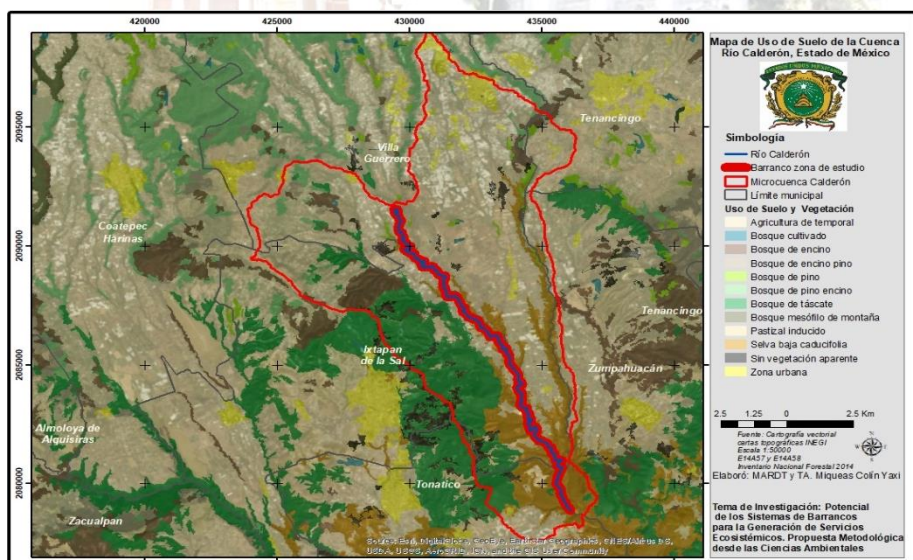 420000 425000 430000 435000 440000
Mapa de Uso de Suelo de la Cuenca
Río Calderón, Estado de México
ESTADOS UNIDOS MEXICANOS
Simbología
Río Calderón
Barranco zona de estudio
Microcuenca Calderón
Límite municipal
Uso de Suelo y Vegetación
Agricultura de temporal
Bosque cultivado
Bosque de encino
Bosque de encino pino
Bosque de pino
Bosque de pino encino
Bosque de táscate
Bosque mesófilo de montaña
Pastizal inducido
Selva baja caducifolia
Sin vegetación aparente
Zona urbana
2.5 1.25 0 2.5 Km
Fuente: Cartografía vectorial
cartas topográficas INEGI
Escala 1:50000
E14A57 y E14A58
Inventario Nacional Forestal 2014
Elaboró: MARDT y TA. Miqueas Colín Yaxi
Tema de Investigación: Potencial
de los Sistemas de Barrancos
para la Generación de Servicios
Ecosistémicos. Propuesta Metodológica
desde las Ciencias Ambientales
2095000
2090000
2085000
2080000
Tenancingo
Villa
Guerrero
Coatepec
Harinas
Tenancingo
Ixtapan
de la Sal
Zumpahuacán
Almoloya de
Alquisiras
Tonatico
Zacualpan